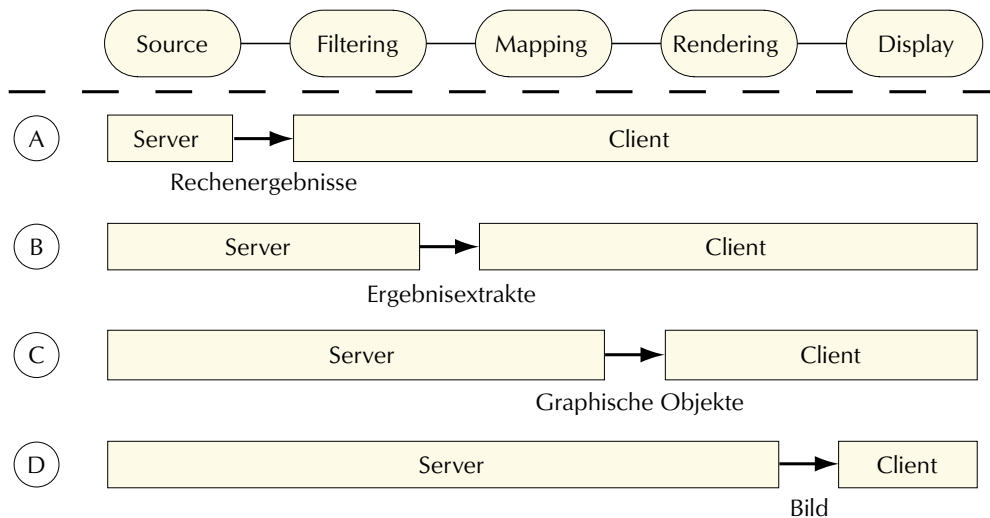 Source Filtering Mapping Rendering Display
A Server Client
Rechenergebnisse
B Server Client
Ergebnisextrakte
C Server Client
Graphische Objekte
D Server Client
Bild